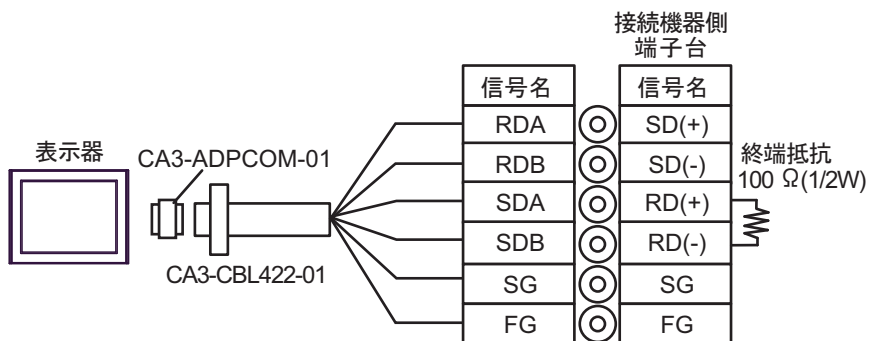 接続機器側
端子台
信号名
信号名
RDA
SD(+)
RDB
SD(-)
SDA
RD(+)
SDB
RD(-)
SG
SG
FG
FG
表示器
CA3-ADPCOM-01
CA3-CBL422-01
終端抵抗
100 Ω(1/2W)